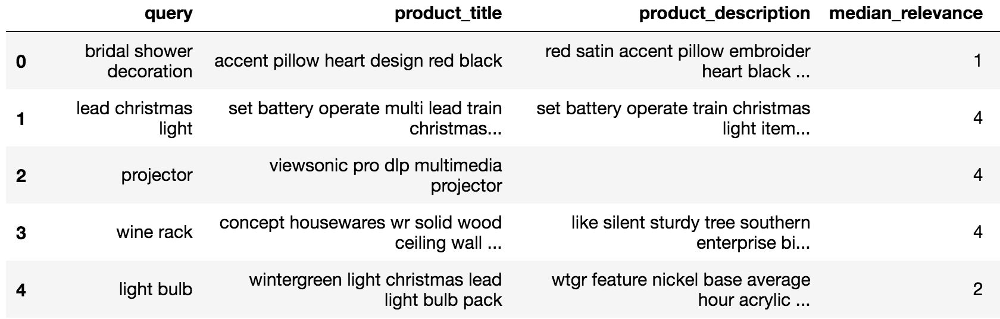 query product_title product_description median_relevance
0 bridal shower decoration accent pillow heart design red black red satin accent pillow embroider heart black ... 1
1 lead christmas light set battery operate multi lead train christmas... set battery operate train christmas light item... 4
2 projector viewsonic pro dlp multimedia projector 4
3 wine rack concept housewares wr solid wood ceiling wall ... like silent sturdy tree southern enterprise bi... 4
4 light bulb wintergreen light christmas lead light bulb pack wtgr feature nickel base average hour acrylic ... 2